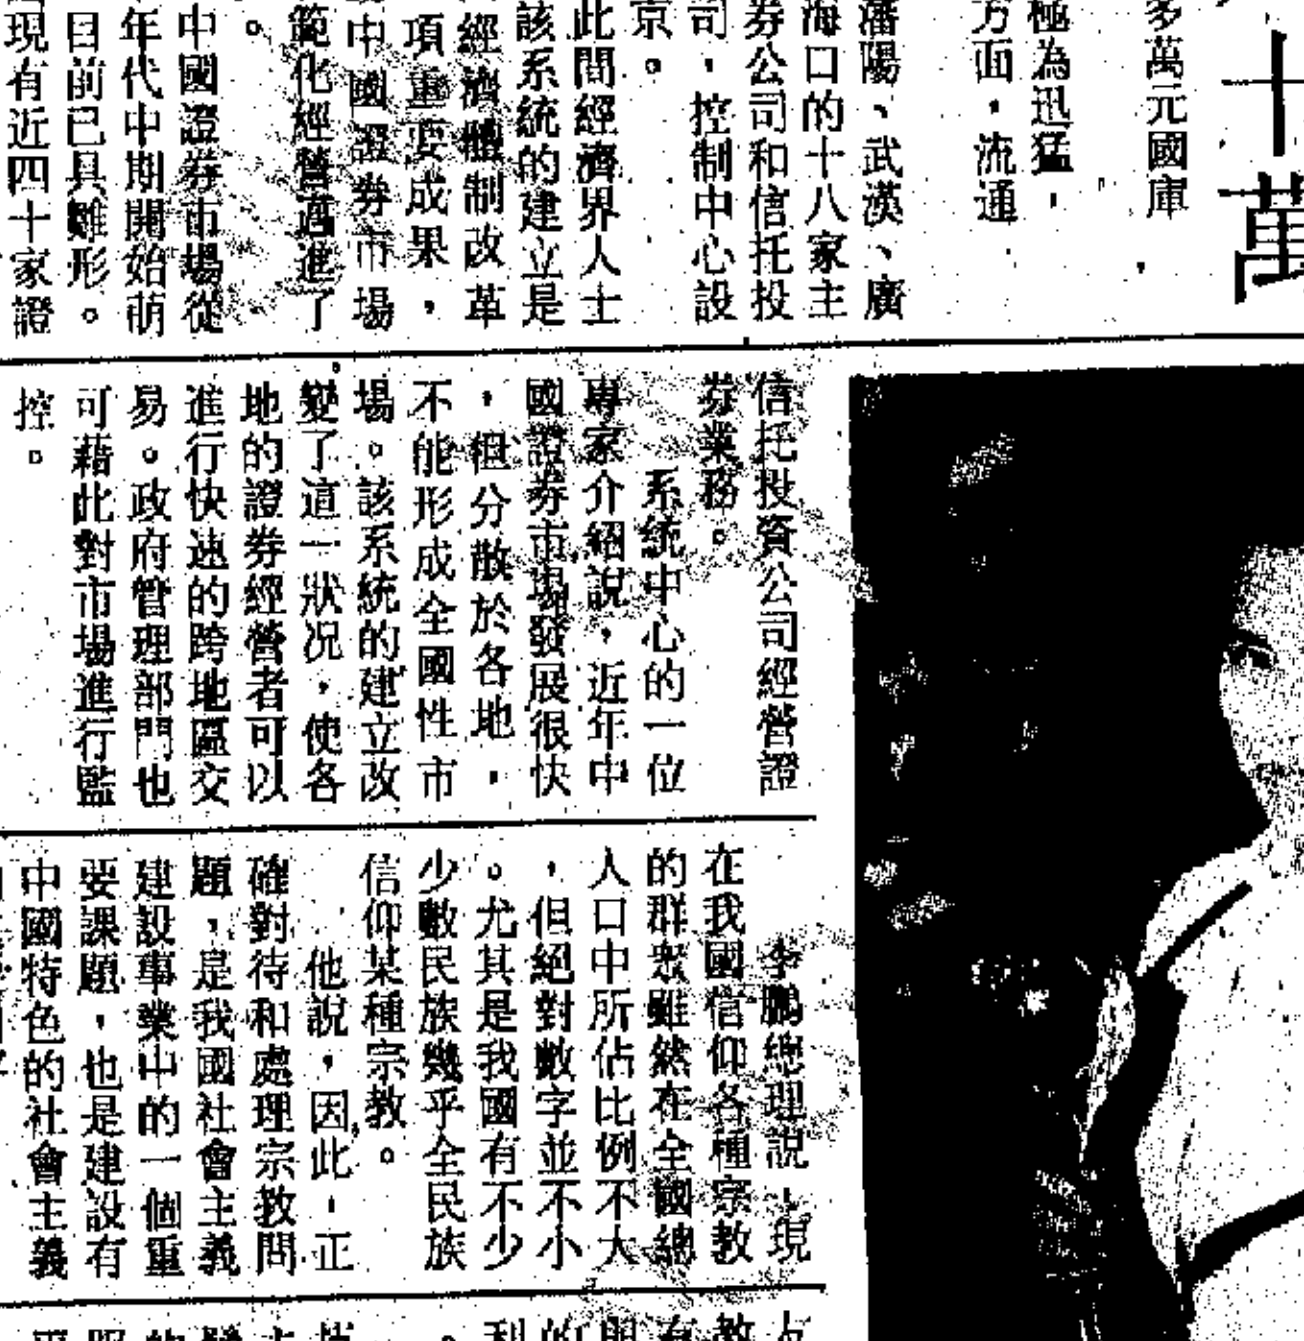 十萬
多萬元國庫
極為迅猛，
方面，流通
瀋陽、武漢、廣
海口的十八家主
券公司和信托投
司，控制中心設
京。
此間經濟界人士
該系統的建立是
經濟體制改革
項重要成果，
中國證券市場
範化經營邁進了
。
中國證券市場從
年代中期開始萌
目前已具雛形。
現有近四十家證
信托投資公司經營證
券業務。
系統中心的一位
專家介紹說，近年中
國證券市場發展很快
，但分散於各地，
不能形成全國性市
場。該系統的建立改
變了這一狀況，使各
地的證券經營者可以
進行快速的跨地區交
易。政府管理部門也
可藉此對市場進行監
控。
李鵬總理說，現
在我國信仰各種宗教
的群眾雖然在全國總
人口中所佔比例不大
，但絕對數字並不小
。尤其是我國有不少
少數民族幾乎全民族
信仰某種宗教。
他說，因此，正
確對待和處理宗教問
題，是我國社會主義
建設事業中的一個重
要課題，也是建設有
中國特色的社會主義